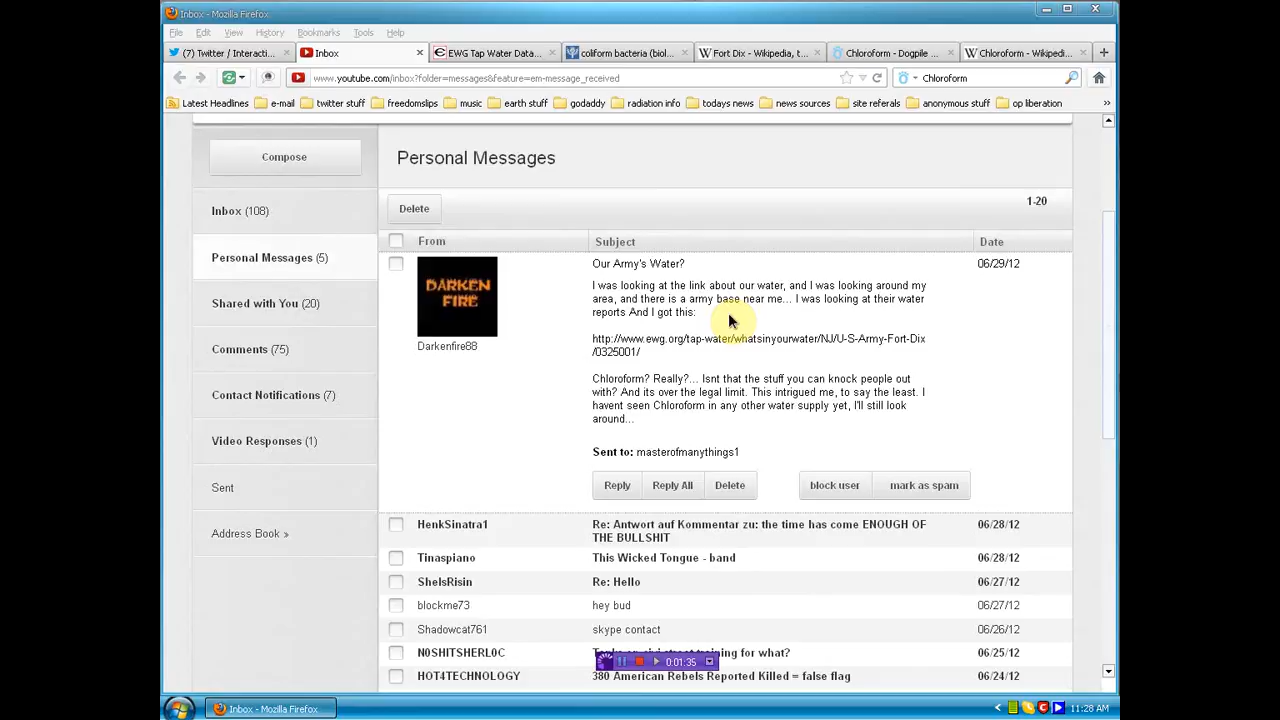 Inbox - Mozilla Firefox
File Edit View History Bookmarks Tools Help
(7) Twitter / Interacti...
Inbox
EWG Tap Water Data...
coliform bacteria (biol...
Fort Dix - Wikipedia, t...
Chloroform - Dogpile ...
Chloroform - Wikipedi...
www.youtube.com/inbox?folder=messages&feature=em-message_received
Chloroform
Latest Headlines e-mail twitter stuff freedomslips music earth stuff godaddy radiation info todays news news sources site referals anonymous stuff op liberation
Compose
Inbox (108)
Personal Messages (5)
Shared with You (20)
Comments (75)
Contact Notifications (7)
Video Responses (1)
Sent
Address Book »
Personal Messages
Delete
1-20
From Subject Date
DARKEN
FIRE
Darkenfire88
Our Army's Water? 06/29/12
I was looking at the link about our water, and I was looking around my
area, and there is a army base near me... I was looking at their water
reports And I got this:
http://www.ewg.org/tap-water/whatsinyourwater/NJ/U-S-Army-Fort-Dix
/0325001/
Chloroform? Really?... Isnt that the stuff you can knock people out
with? And its over the legal limit. This intrigued me, to say the least. I
havent seen Chloroform in any other water supply yet, I'll still look
around...
Sent to: masterofmanythings1
Reply Reply All Delete block user mark as spam
HenkSinatra1 Re: Antwort auf Kommentar zu: the time has come ENOUGH OF 06/28/12
THE BULLSHIT
Tinaspiano This Wicked Tongue - band 06/28/12
SheIsRisin Re: Hello 06/27/12
blockme73 hey bud 06/27/12
Shadowcat761 skype contact 06/26/12
N0SHITSHERL0C training for what? 06/25/12
0:01:35
HOT4TECHNOLOGY 380 American Rebels Reported Killed = false flag 06/24/12
Inbox - Mozilla Firefox
11:28 AM